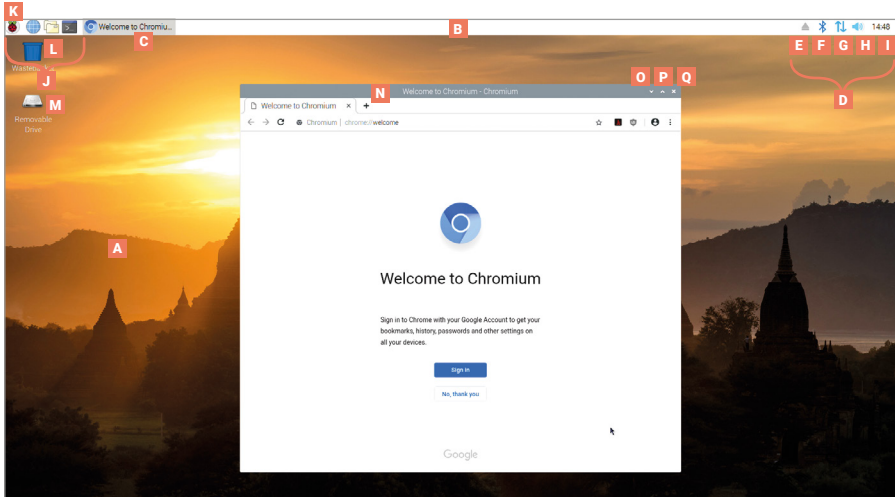 K
B
Welcome to Chromiu...
14:48
C
L
E F G H I
J
D
M
Removable
Drive
N
O P Q
Welcome to Chromium - Chromium
Welcome to Chromium
Chromium | chrome://welcome
A
Welcome to Chromium
Sign in to Chrome with your Google Account to get your
bookmarks, history, passwords and other settings on
all your devices.
Sign in
No, thank you
Google